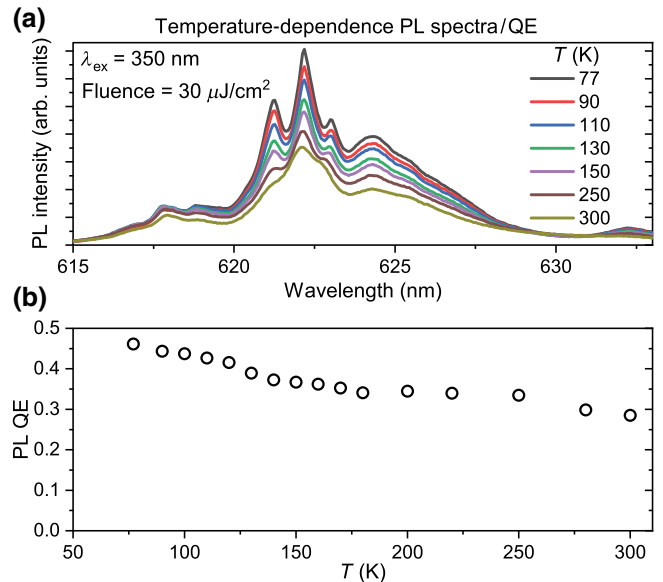 (a)
Temperature-dependence PL spectra/QE
λex = 350 nm
Fluence = 30 μJ/cm²
T (K)
77
90
110
130
150
250
300
PL intensity (arb. units)
615 620 625 630
Wavelength (nm)
(b)
0.5
0.4
0.3
0.2
0.1
0.0
PL QE
50 100 150 200 250 300
T (K)